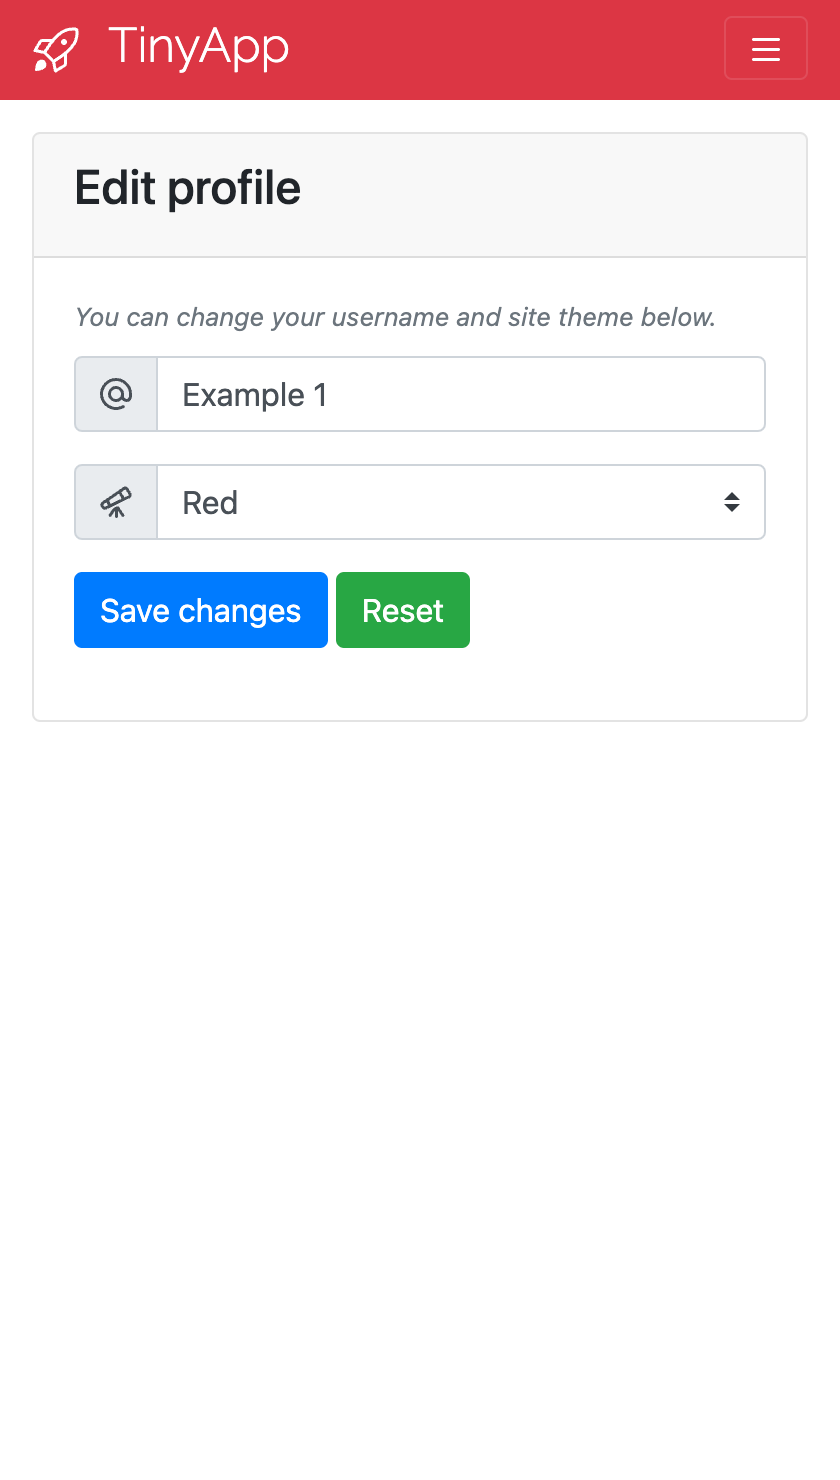 TinyApp
Edit profile
You can change your username and site theme below.
Example 1
Red
Save changes Reset